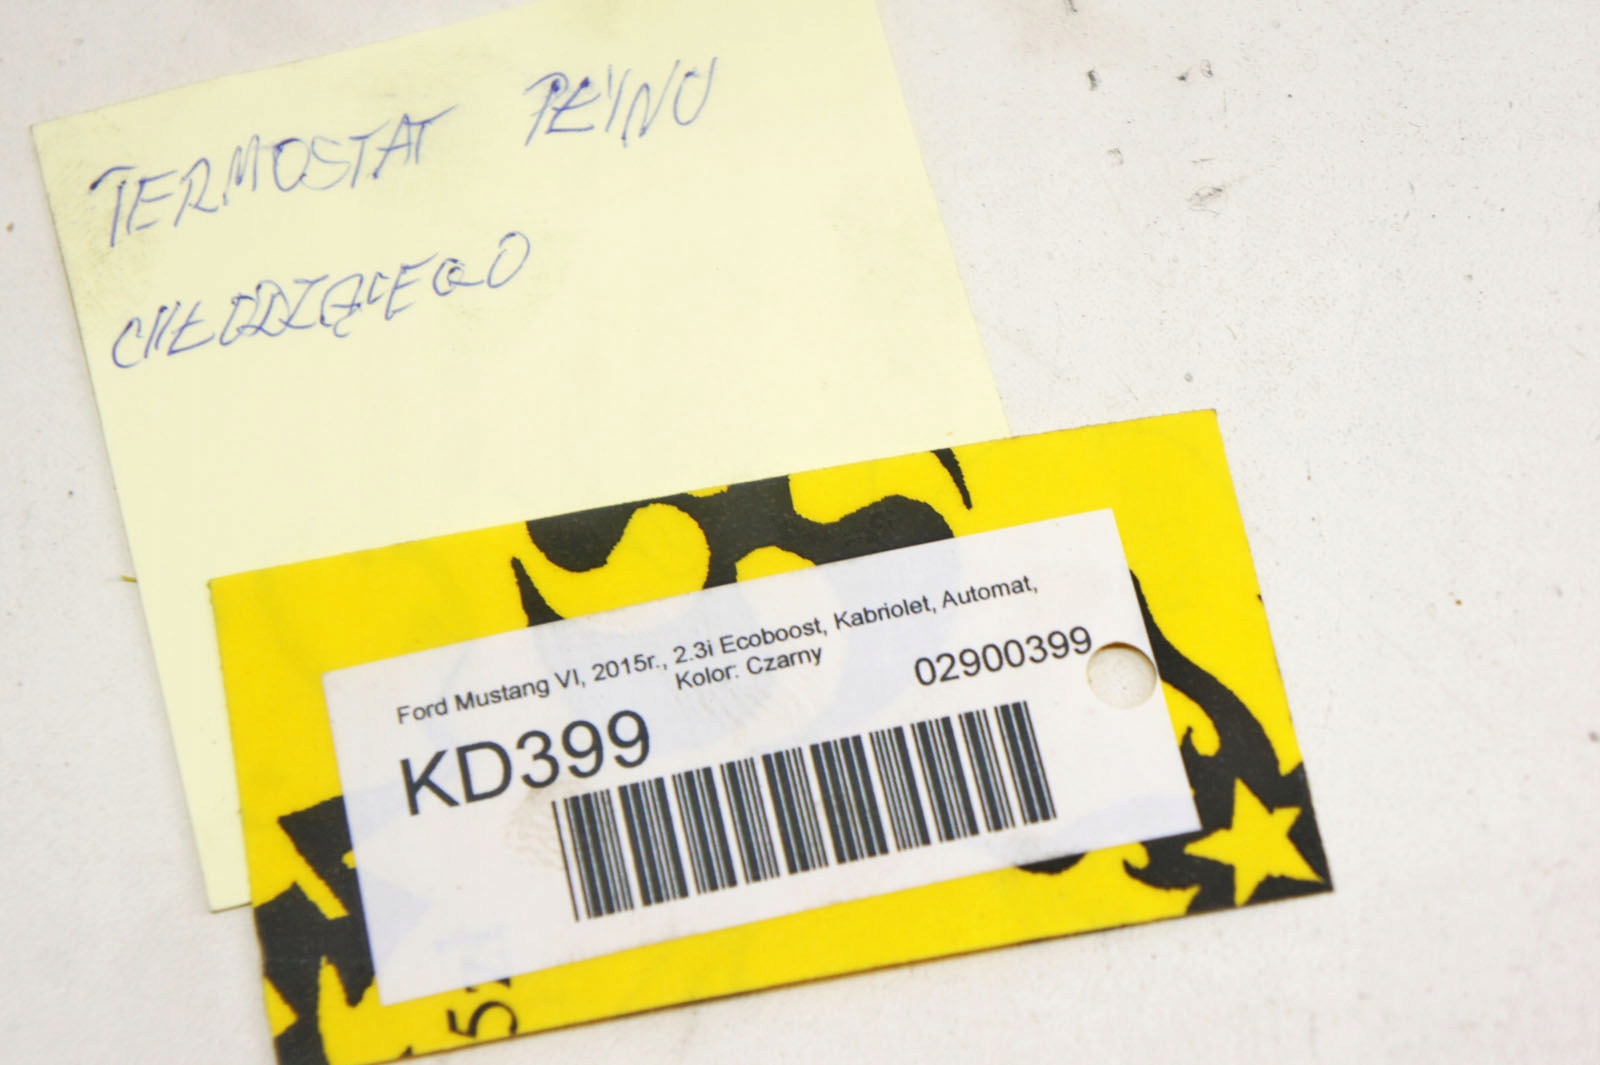 TERMOSTAT PŁYNU
CHŁODZĄCEGO
Ford Mustang VI, 2015r., 2.3i Ecoboost, Kabriolet, Automat,
Kolor: Czarny
02900399
KD399